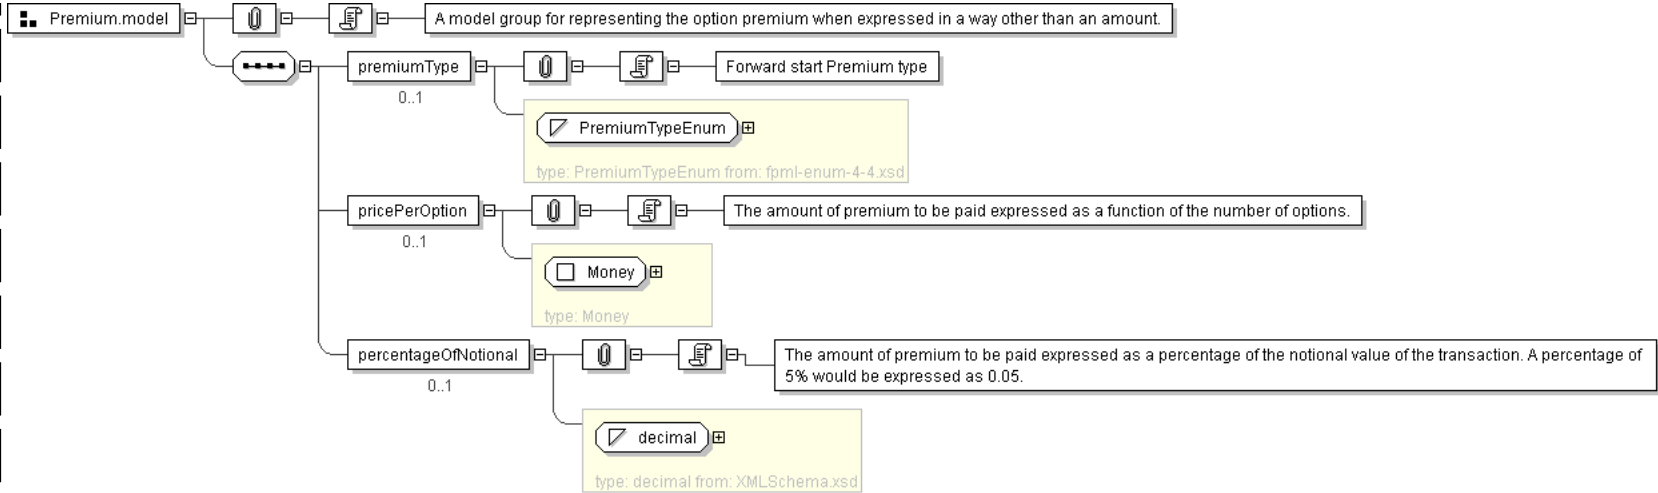 Premium.model
A model group for representing the option premium when expressed in a way other than an amount.
premiumType
Forward start Premium type
0..1
PremiumTypeEnum
type: PremiumTypeEnum from: fpml-enum-4-4.xsd
pricePerOption
The amount of premium to be paid expressed as a function of the number of options.
0..1
Money
type: Money
percentageOfNotional
The amount of premium to be paid expressed as a percentage of the notional value of the transaction. A percentage of
5% would be expressed as 0.05.
0..1
decimal
type: decimal from: XMLSchema.xsd